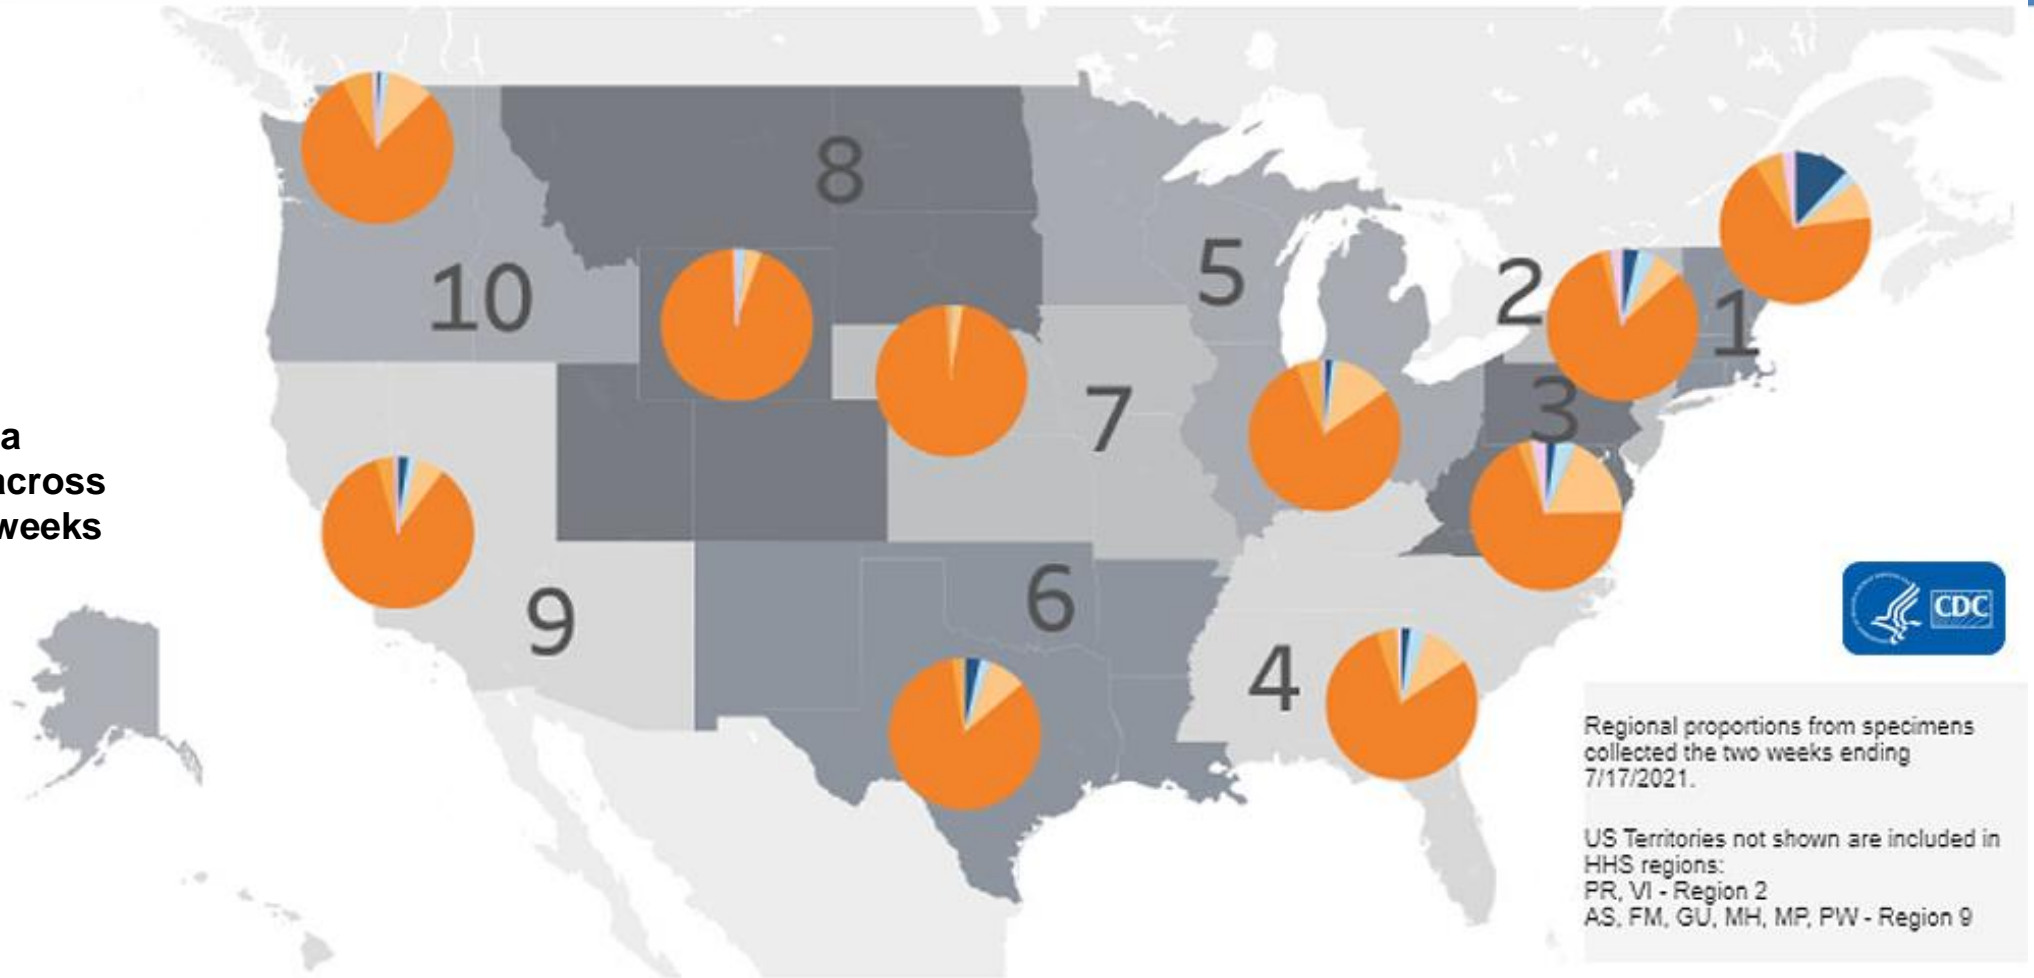 a
across
weeks
8
10
5
2
1
7
3
9
6
4
CDC
Regional proportions from specimens
collected the two weeks ending
7/17/2021.
US Territories not shown are included in
HHS regions:
PR, VI - Region 2
AS, FM, GU, MH, MP, PW - Region 9